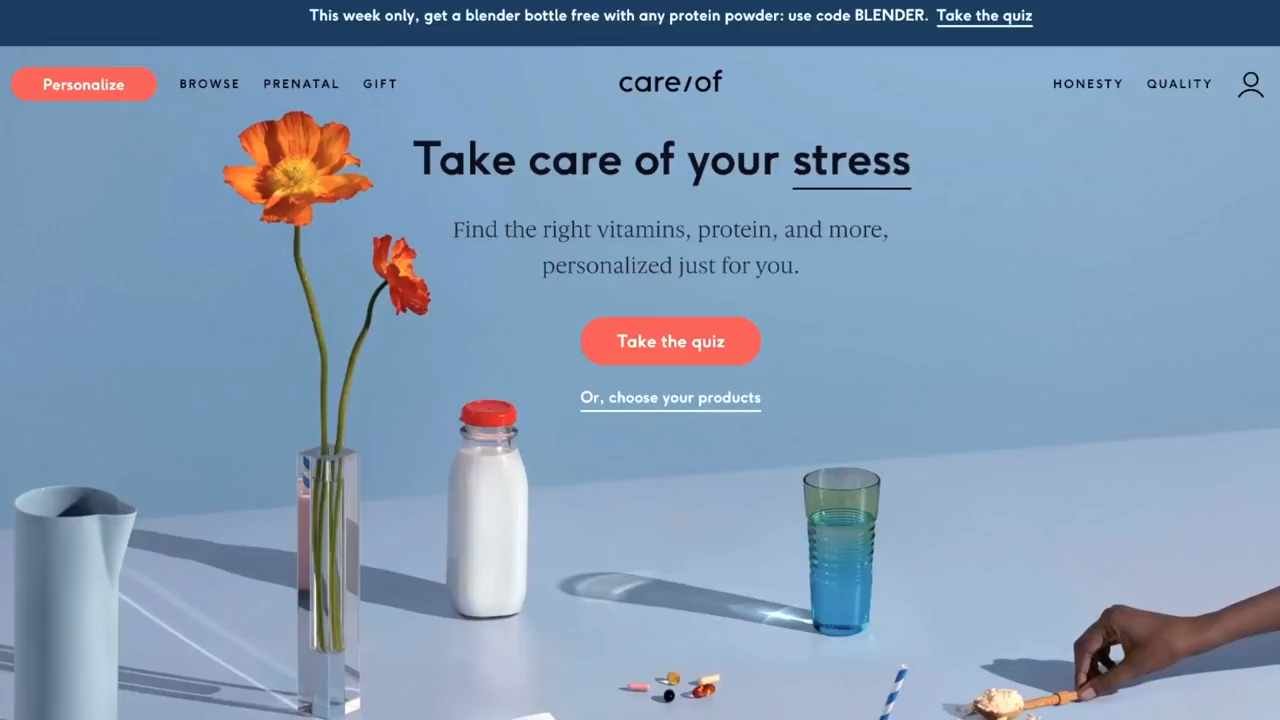 This week only, get a blender bottle free with any protein powder: use code BLENDER. Take the quiz
Personalize BROWSE PRENATAL GIFT care/of HONESTY QUALITY
Take care of your stress
Find the right vitamins, protein, and more,
personalized just for you.
Take the quiz
Or, choose your products